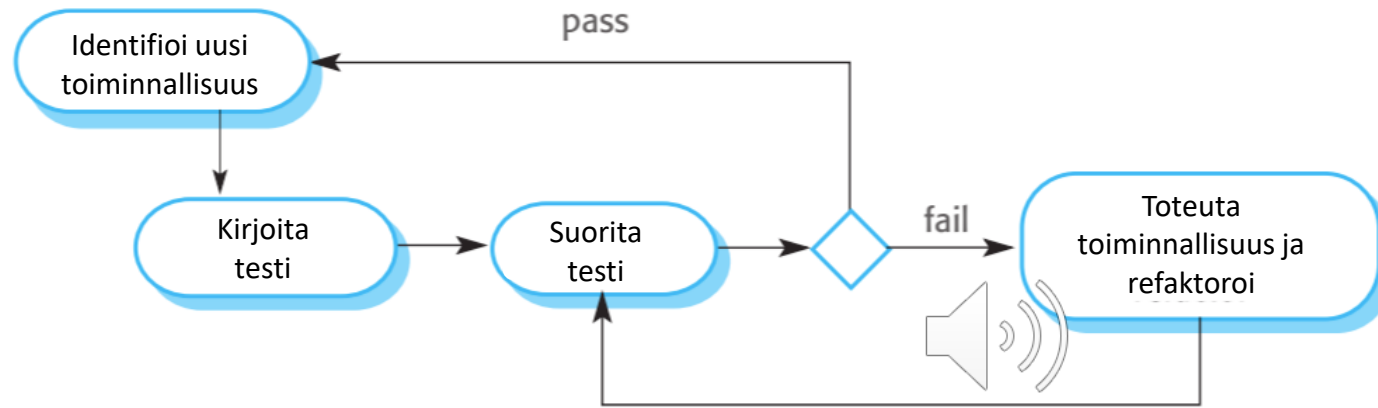 Identifioi uusi
toiminnallisuus
pass
Kirjoita
testi
Suorita
testi
fail
Toteuta
toiminnallisuus ja
refaktoroi